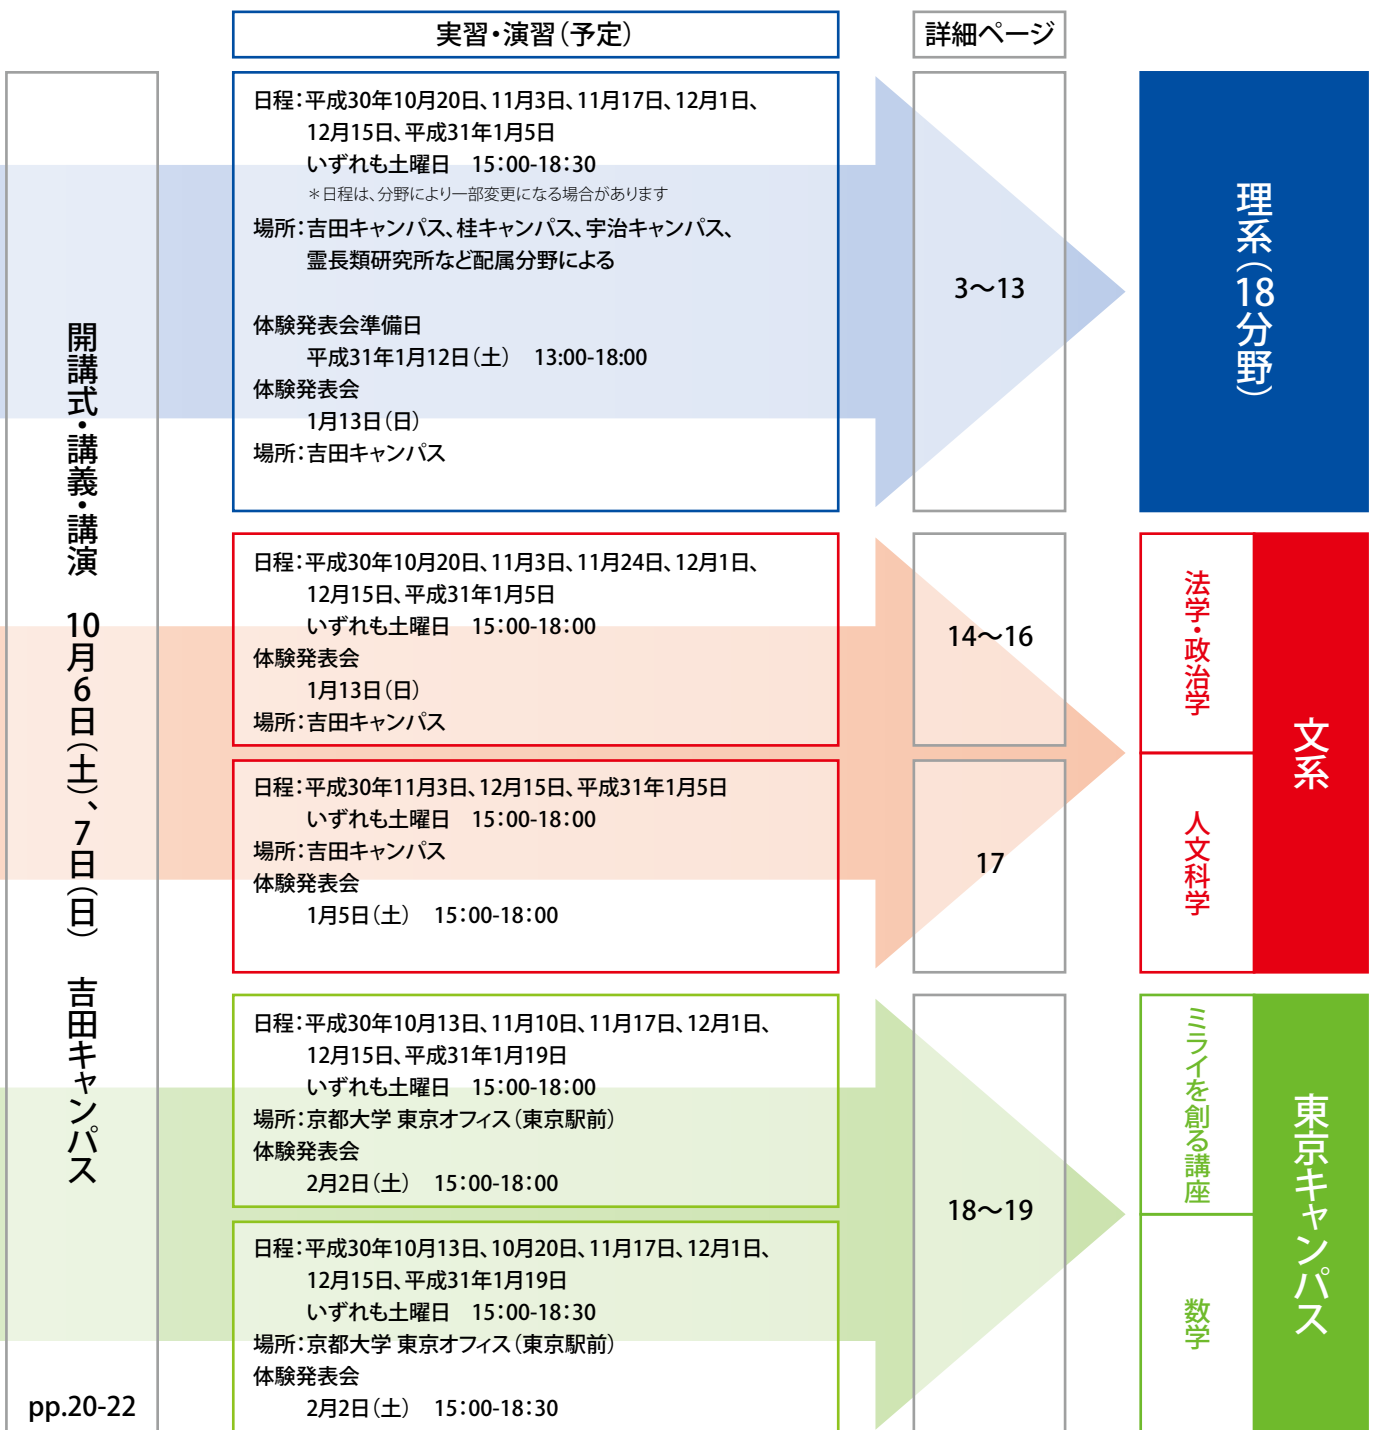 実習・演習（予定）
詳細ページ
開講式・講義・講演　10月6日（土）、7日（日）　吉田キャンパス
pp.20-22
日程：平成30年10月20日、11月3日、11月17日、12月1日、
12月15日、平成31年1月5日
いずれも土曜日　15：00-18：30
＊日程は、分野により一部変更になる場合があります
場所：吉田キャンパス、桂キャンパス、宇治キャンパス、
霊長類研究所など配属分野による
体験発表会準備日
平成31年1月12日（土）　13:00-18:00
体験発表会
1月13日（日）
場所：吉田キャンパス
3〜13
理系（18分野）
日程：平成30年10月20日、11月3日、11月24日、12月1日、
12月15日、平成31年1月5日
いずれも土曜日　15：00-18：00
体験発表会
1月13日（日）
場所：吉田キャンパス
14〜16
法学・政治学
文系
日程：平成30年11月3日、12月15日、平成31年1月5日
いずれも土曜日　15：00-18：00
場所：吉田キャンパス
体験発表会
1月5日（土）　15：00-18：00
17
人文科学
日程：平成30年10月13日、11月10日、11月17日、12月1日、
12月15日、平成31年1月19日
いずれも土曜日　15：00-18：00
場所：京都大学 東京オフィス（東京駅前）
体験発表会
2月2日（土）　15：00-18：00
18〜19
ミライを創る講座
東京キャンパス
日程：平成30年10月13日、10月20日、11月17日、12月1日、
12月15日、平成31年1月19日
いずれも土曜日　15：00-18：30
場所：京都大学 東京オフィス（東京駅前）
体験発表会
2月2日（土）　15：00-18：30
数学